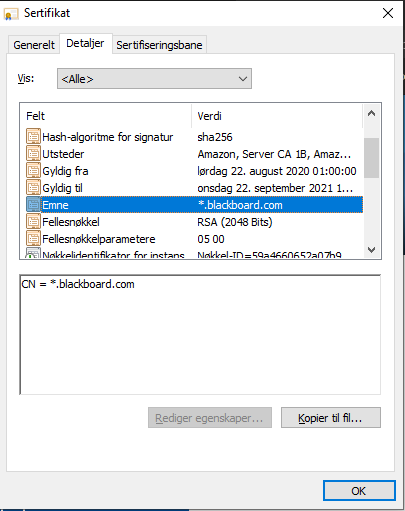 Sertifikat
Generelt Detaljer Sertifiseringsbane
Vis: <Alle>
Felt Verdi
Hash-algoritme for signatur sha256
Utsteder Amazon, Server CA 1B, Amaz...
Gyldig fra lørdag 22. august 2020 01:00:00
Gyldig til onsdag 22. september 2021 1...
Emne *.blackboard.com
Fellesnøkkel RSA (2048 Bits)
Fellesnøkkelparametere 05 00
Nøkkelidentifikator for instans Nøkkel-ID=59a4660652a07b9
CN = *.blackboard.com
Rediger egenskaper... Kopier til fil...
OK